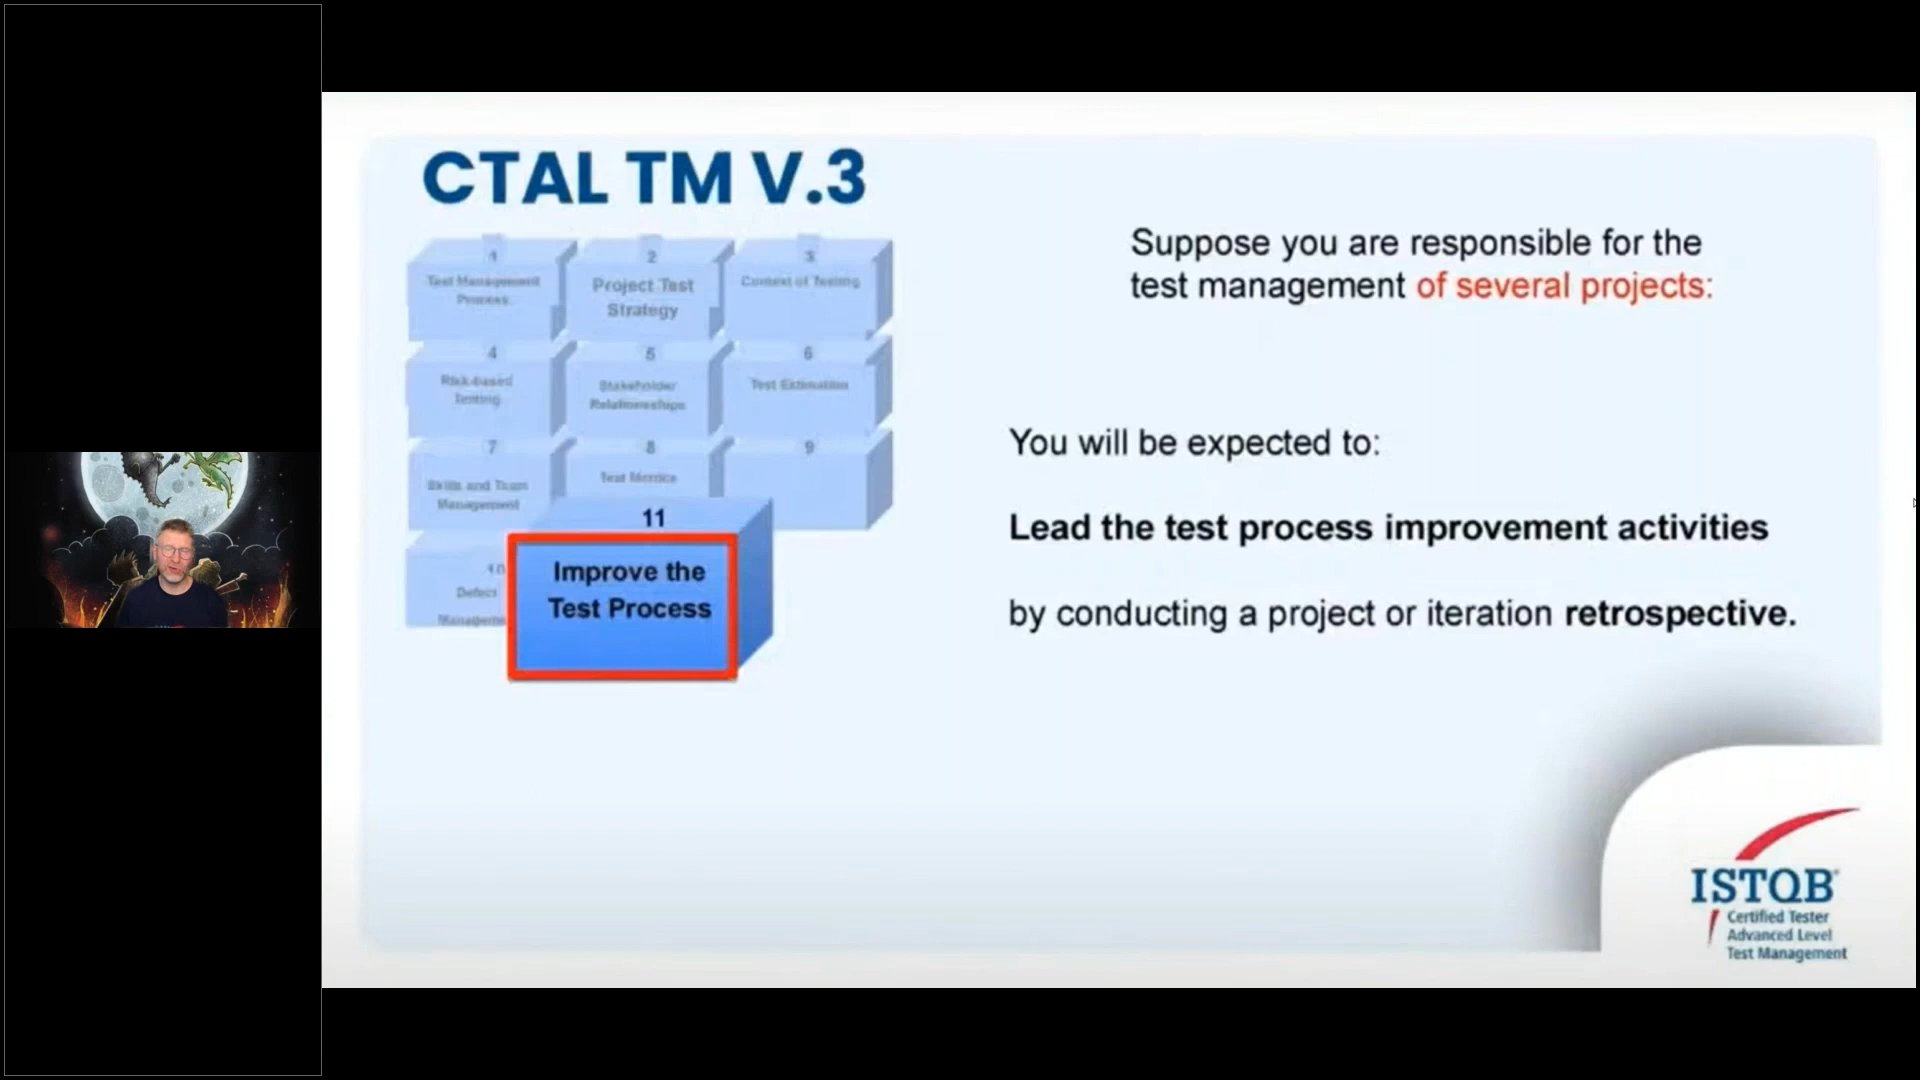 CTAL TM V.3
1
Test Management
Process
2
Project Test
Strategy
3
Context of Testing
4
Risk-based
Testing
5
Stakeholder
Relationships
6
Test Estimation
7
Skills and Team
Management
8
Test Metrics
9
10
Defect
11
Improve the
Test Process
Suppose you are responsible for the
test management of several projects:
You will be expected to:
Lead the test process improvement activities
by conducting a project or iteration retrospective.
ISTQB®
Certified Tester
Advanced Level
Test Management